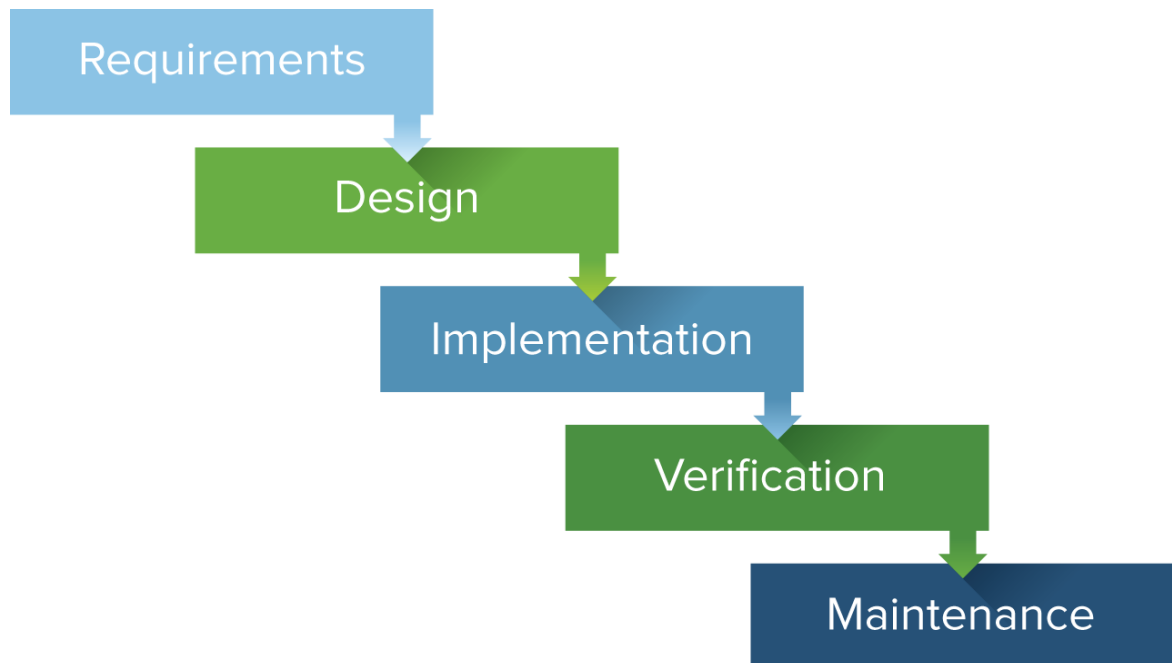 Requirements
Design
Implementation
Verification
Maintenance